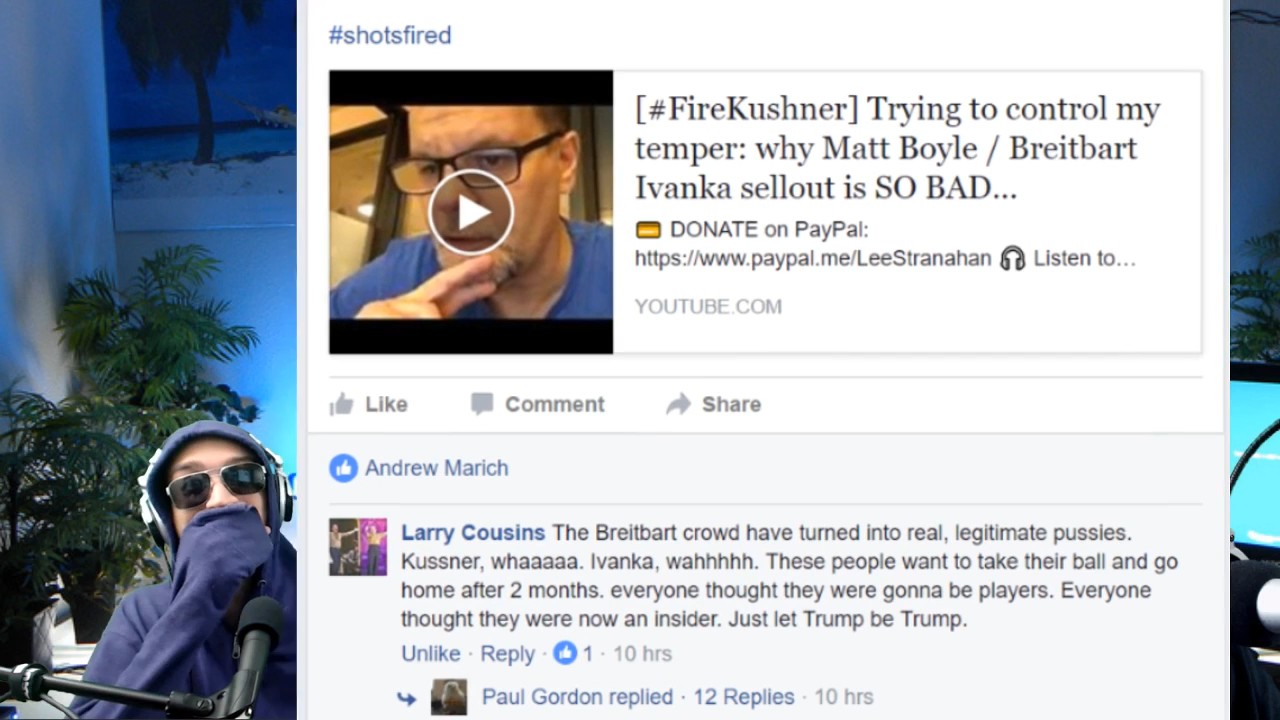 #shotsfired
[#FireKushner] Trying to control my
temper: why Matt Boyle / Breitbart
Ivanka sellout is SO BAD...
DONATE on PayPal:
https://www.paypal.me/LeeStranahan Listen to…
YOUTUBE.COM
Like Comment Share
Andrew Marich
Larry Cousins The Breitbart crowd have turned into real, legitimate pussies.
Kussner, whaaaaa. Ivanka, wahhhhh. These people want to take their ball and go
home after 2 months. everyone thought they were gonna be players. Everyone
thought they were now an insider. Just let Trump be Trump.
Unlike · Reply · 1 · 10 hrs
Paul Gordon replied · 12 Replies · 10 hrs